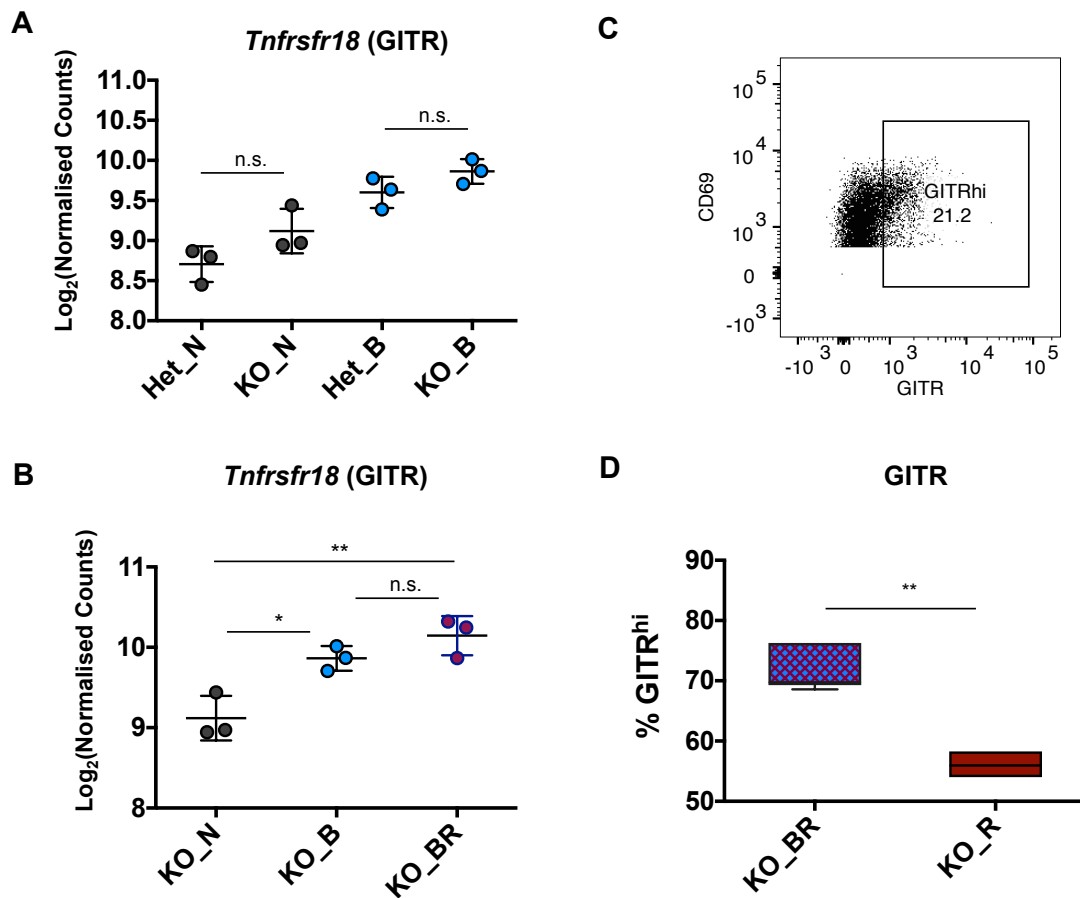 A
Tnfrsfr18 (GITR)
Log2(Normalised Counts)
11.0
10.5
10.0
9.5
9.0
8.5
8.0
n.s.
n.s.
Het_N
KO_N
Het_B
KO_B
C
CD69
10^5
10^4
10^3
0
-10^3
GITRhi
21.2
-10^3 0 10^3 10^4 10^5
GITR
B
Tnfrsfr18 (GITR)
Log2(Normalised Counts)
11
10
9
8
**
n.s.
*
KO_N
KO_B
KO_BR
D
GITR
% GITRhi
90
80
70
60
50
**
KO_BR
KO_R